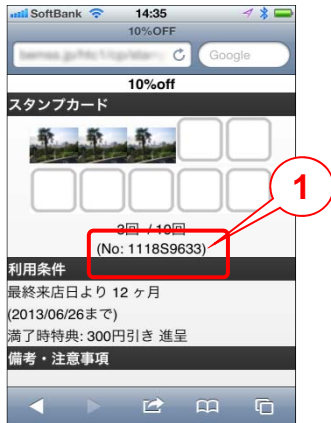 SoftBank 14:35
10%OFF
Google
10%off
スタンプカード
3回 / 10回
(No: 1118S9633)
1
利用条件
最終来店日より 12 ヶ月
(2013/06/26まで)
満了時特典: 300円引き 進呈
備考・注意事項